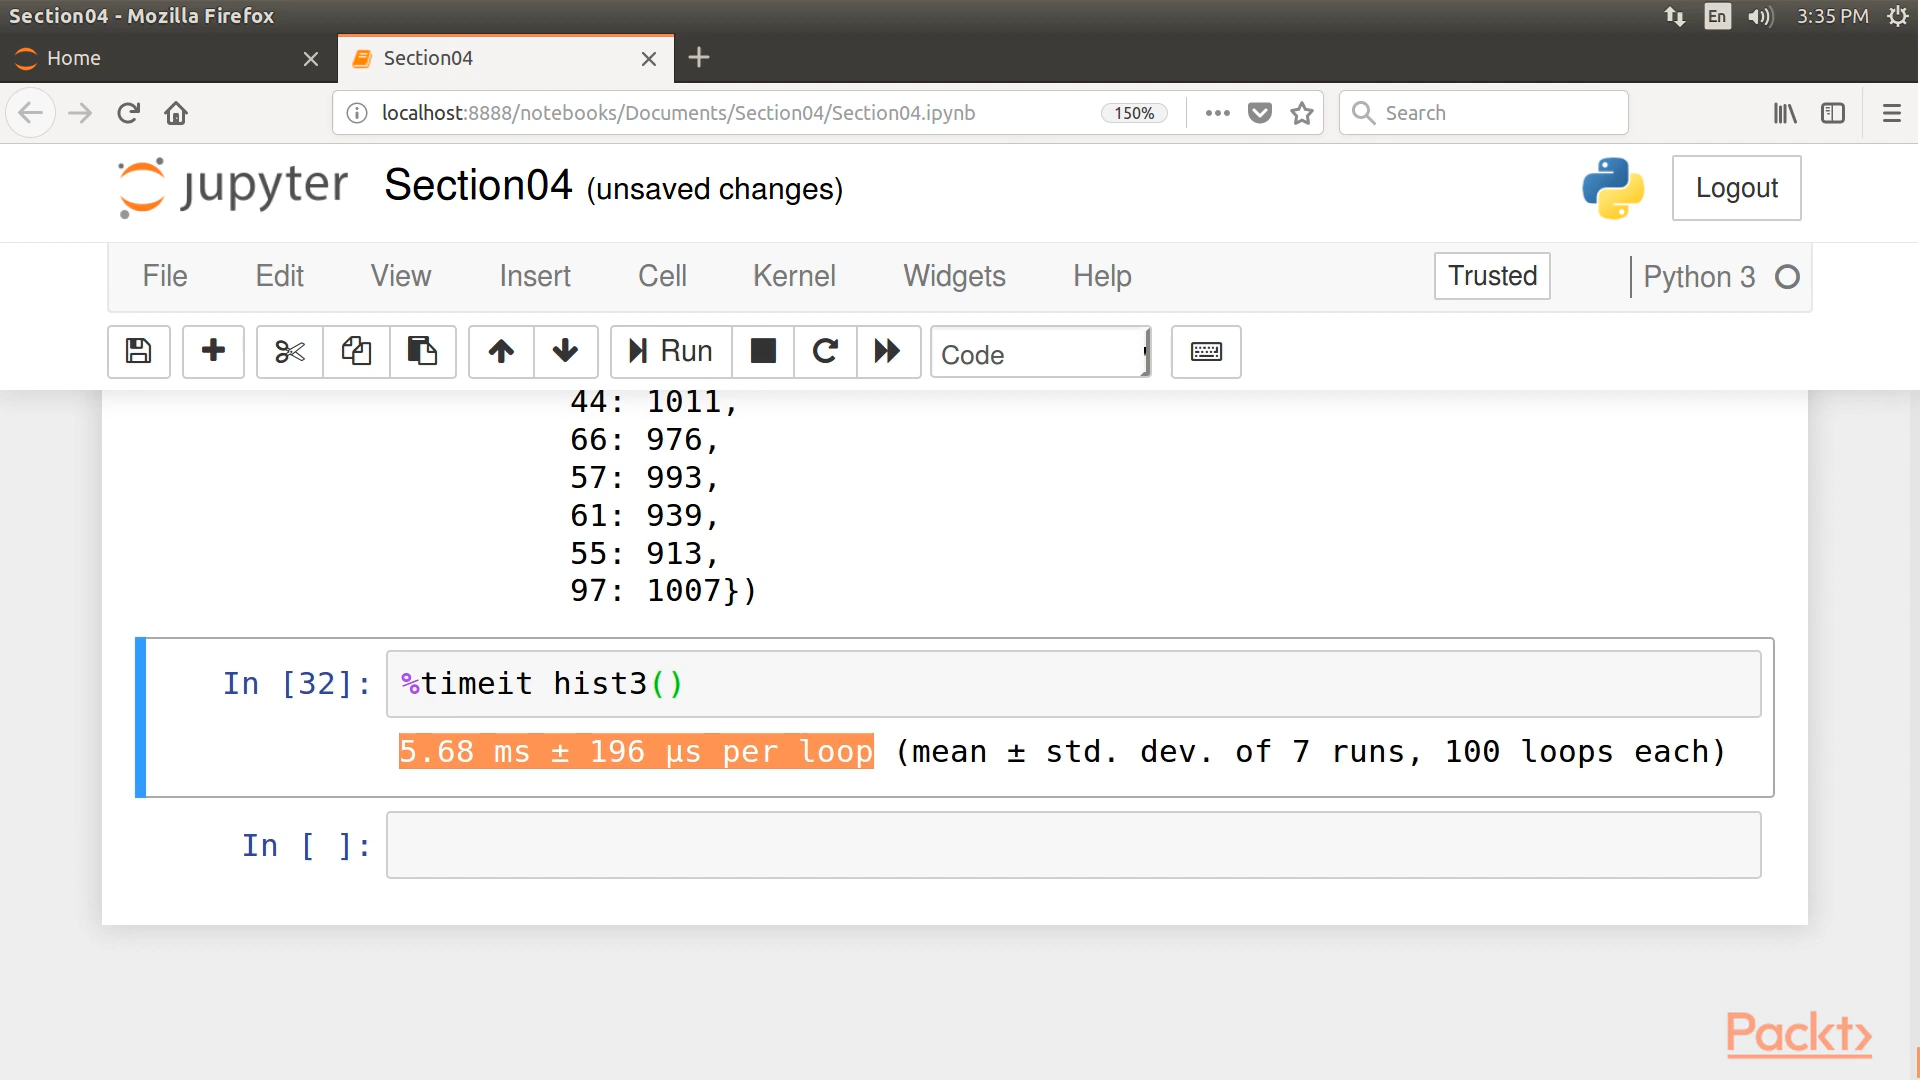 Section04 - Mozilla Firefox
En
3:35 PM
Home
Section04
localhost:8888/notebooks/Documents/Section04/Section04.ipynb
150%
Search
jupyter
Section04 (unsaved changes)
Logout
File
Edit
View
Insert
Cell
Kernel
Widgets
Help
Trusted
Python 3
Run
Code
44: 1011,
66: 976,
57: 993,
61: 939,
55: 913,
97: 1007})
In [32]:
%timeit hist3()
5.68 ms ± 196 µs per loop (mean ± std. dev. of 7 runs, 100 loops each)
In [ ]:
Packt>